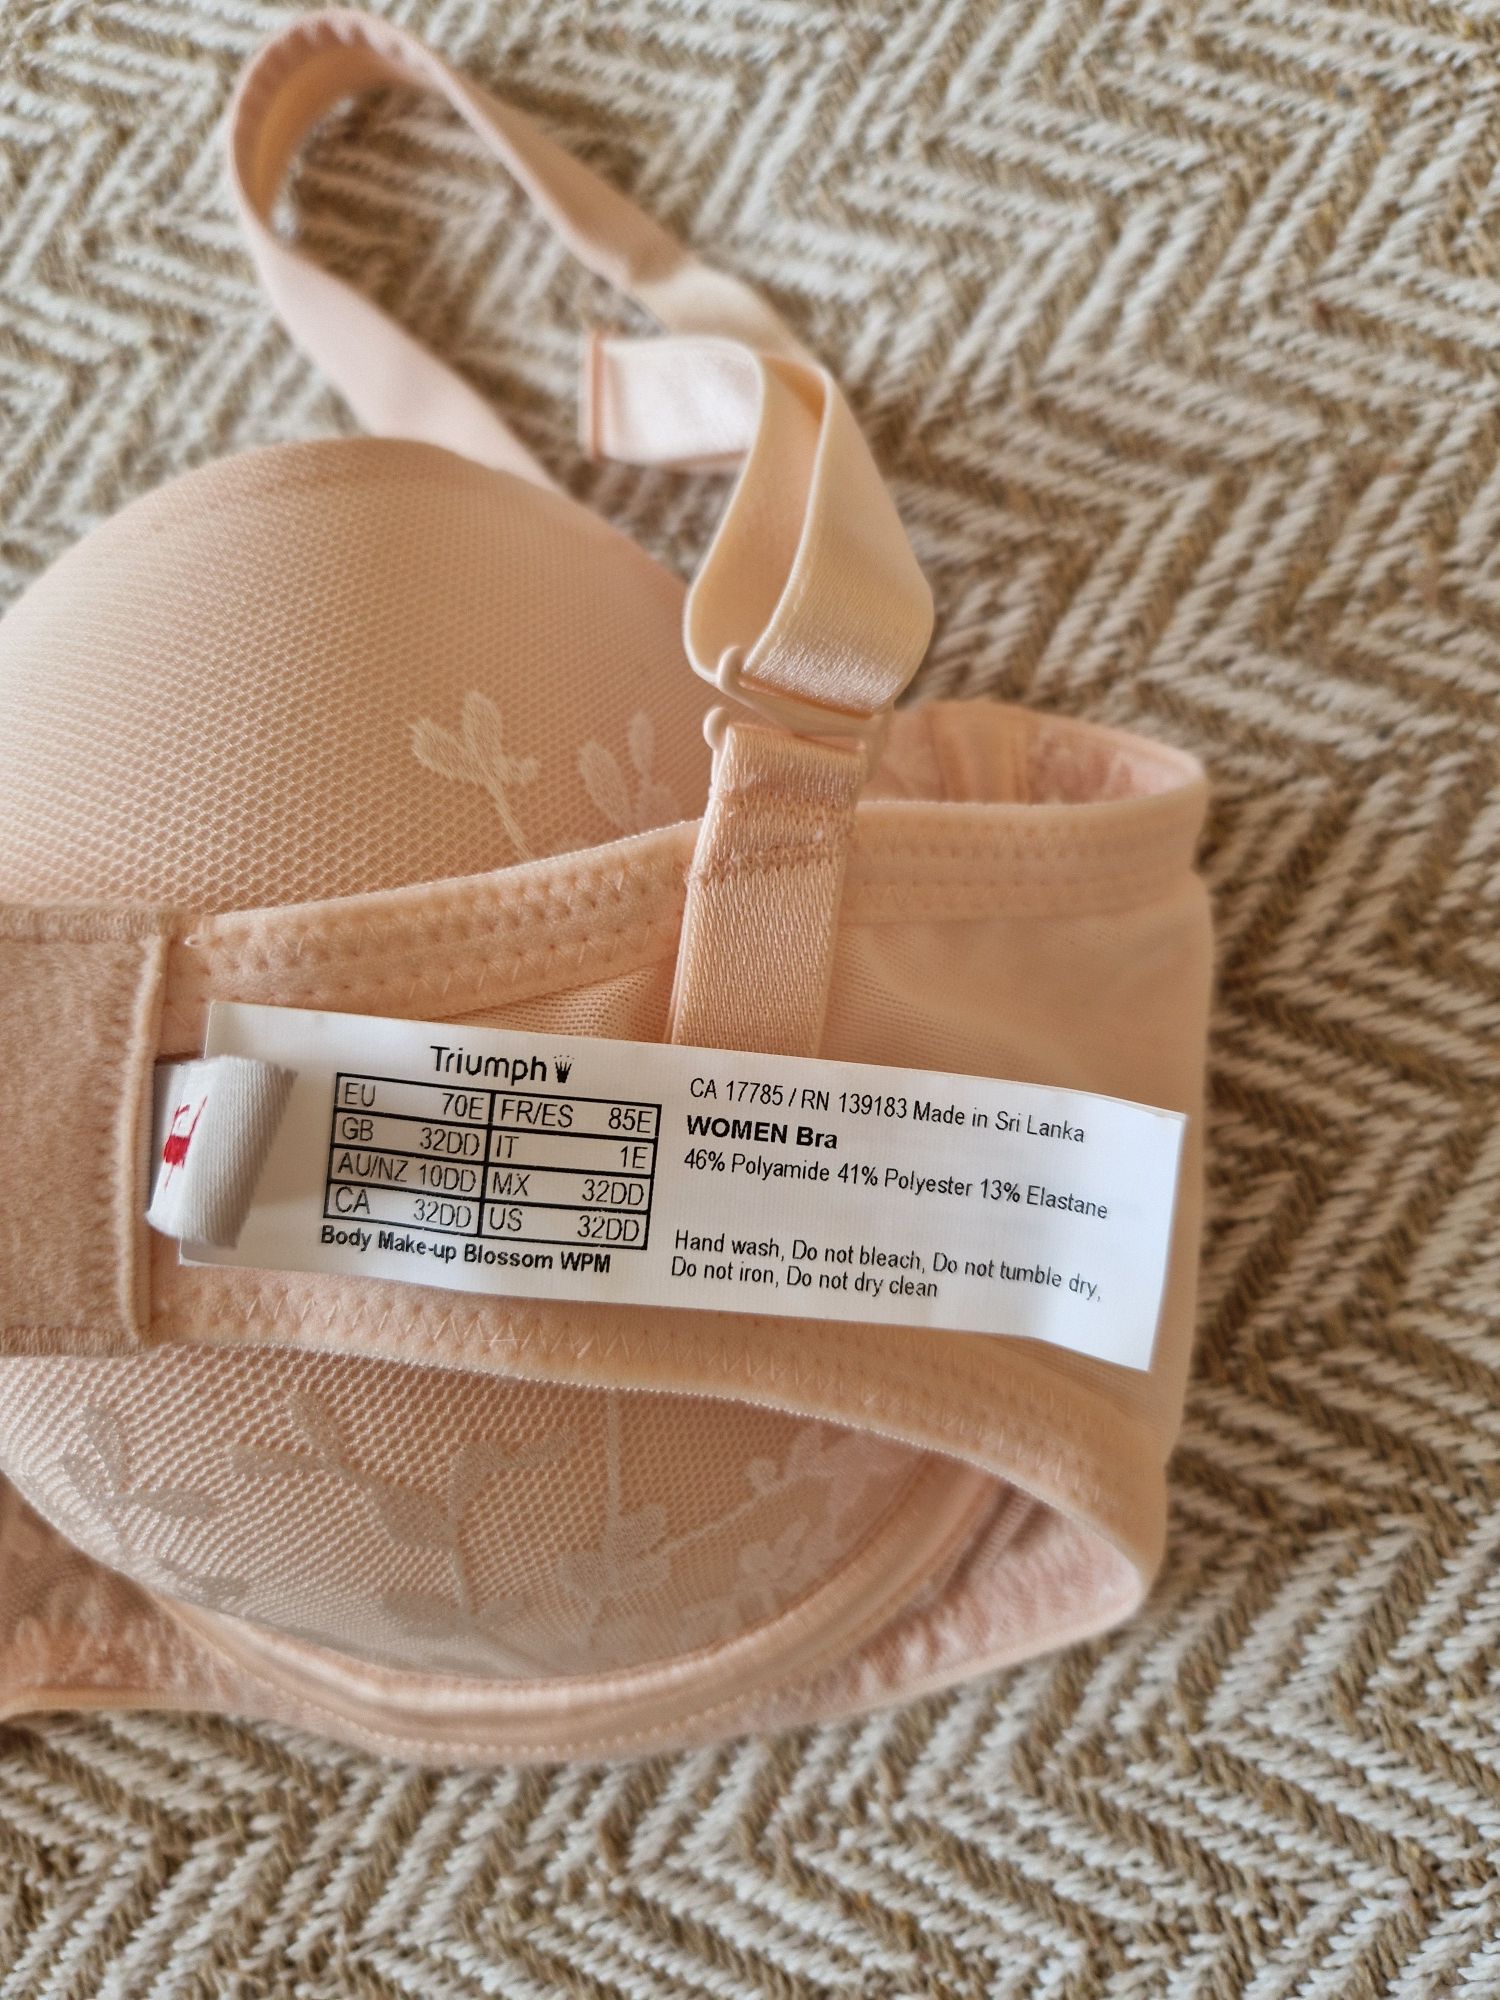 Triumph
EU 70E FR/ES 85E
GB 32DD IT 1E
AU/NZ 10DD MX 32DD
CA 32DD US 32DD
Body Make-up Blossom WPM
CA 17785 / RN 139183 Made in Sri Lanka
WOMEN Bra
46% Polyamide 41% Polyester 13% Elastane
Hand wash, Do not bleach, Do not tumble dry,
Do not iron, Do not dry clean